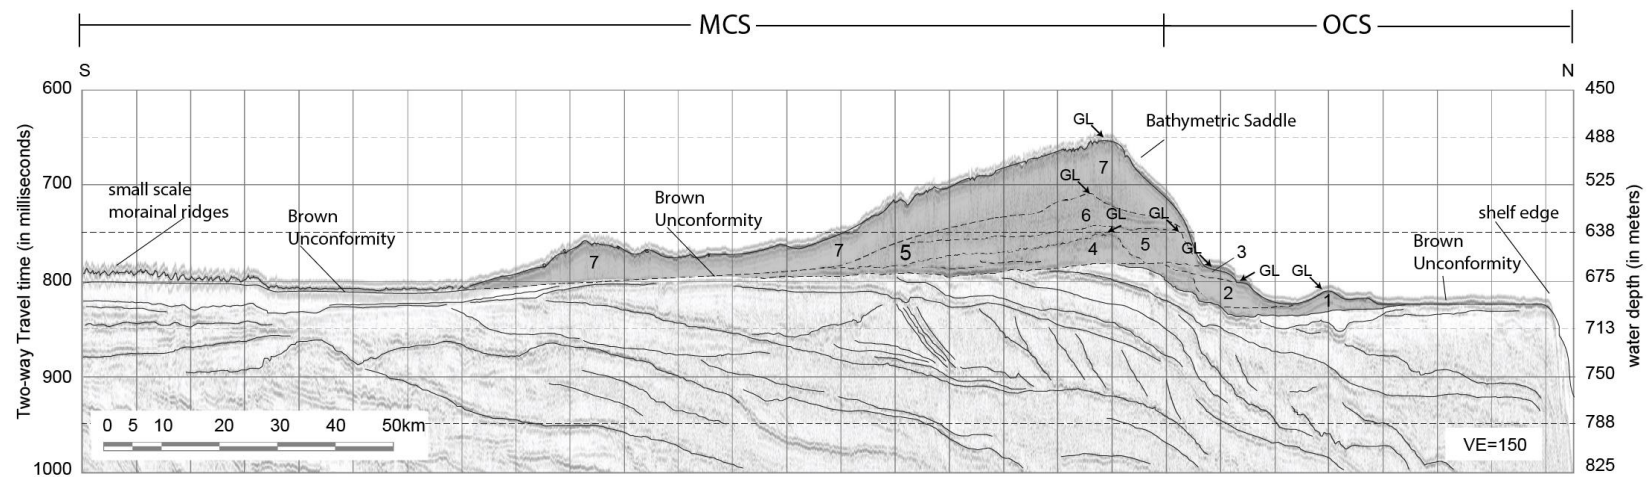 MCS
OCS
S
N
600
450
GL
Bathymetric Saddle
488
7
small scale
morainal ridges
700
525
GL
Brown
Unconformity
Brown
Unconformity
6
GL
GL
shelf edge
638
7
7
5
4
5
GL
3
Brown
Unconformity
800
675
GL
GL
2
1
713
900
750
0 5 10 20 30 40 50km
788
VE=150
1000
825
Two-way Travel time (in milliseconds)
water depth (in meters)